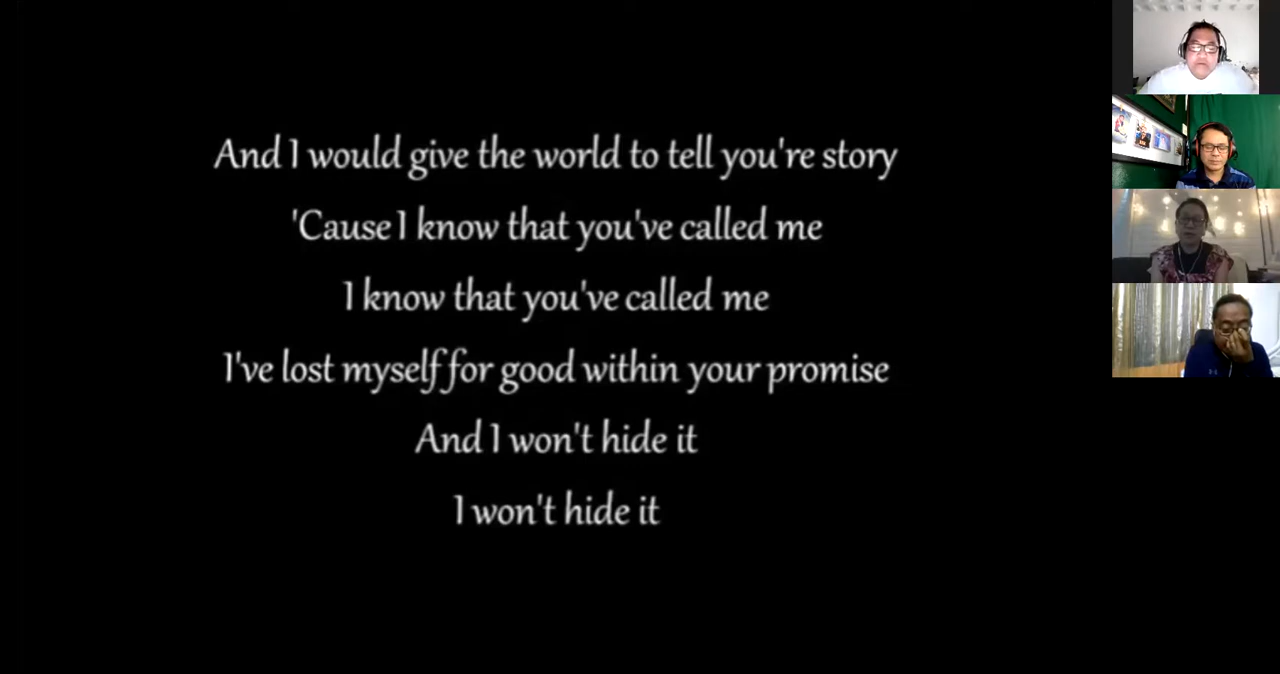 And I would give the world to tell you're story
'Cause I know that you've called me
I know that you've called me
I've lost myself for good within your promise
And I won't hide it
I won't hide it